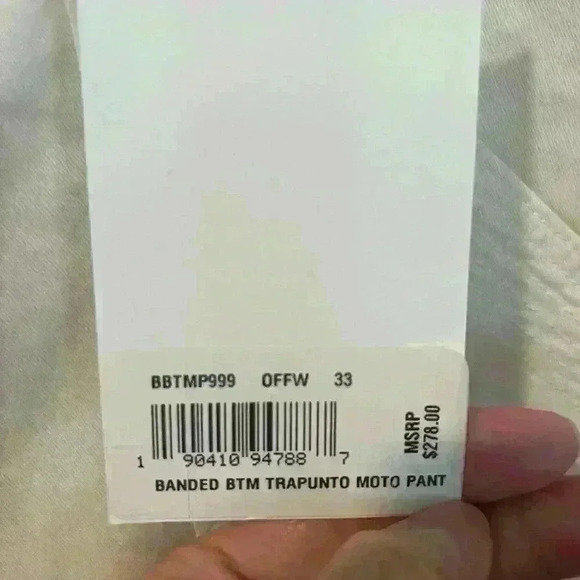 BBTMP999 OFFW 33
MSRP
$278.00
1 90410 94788 7
BANDED BTM TRAPUNTO MOTO PANT